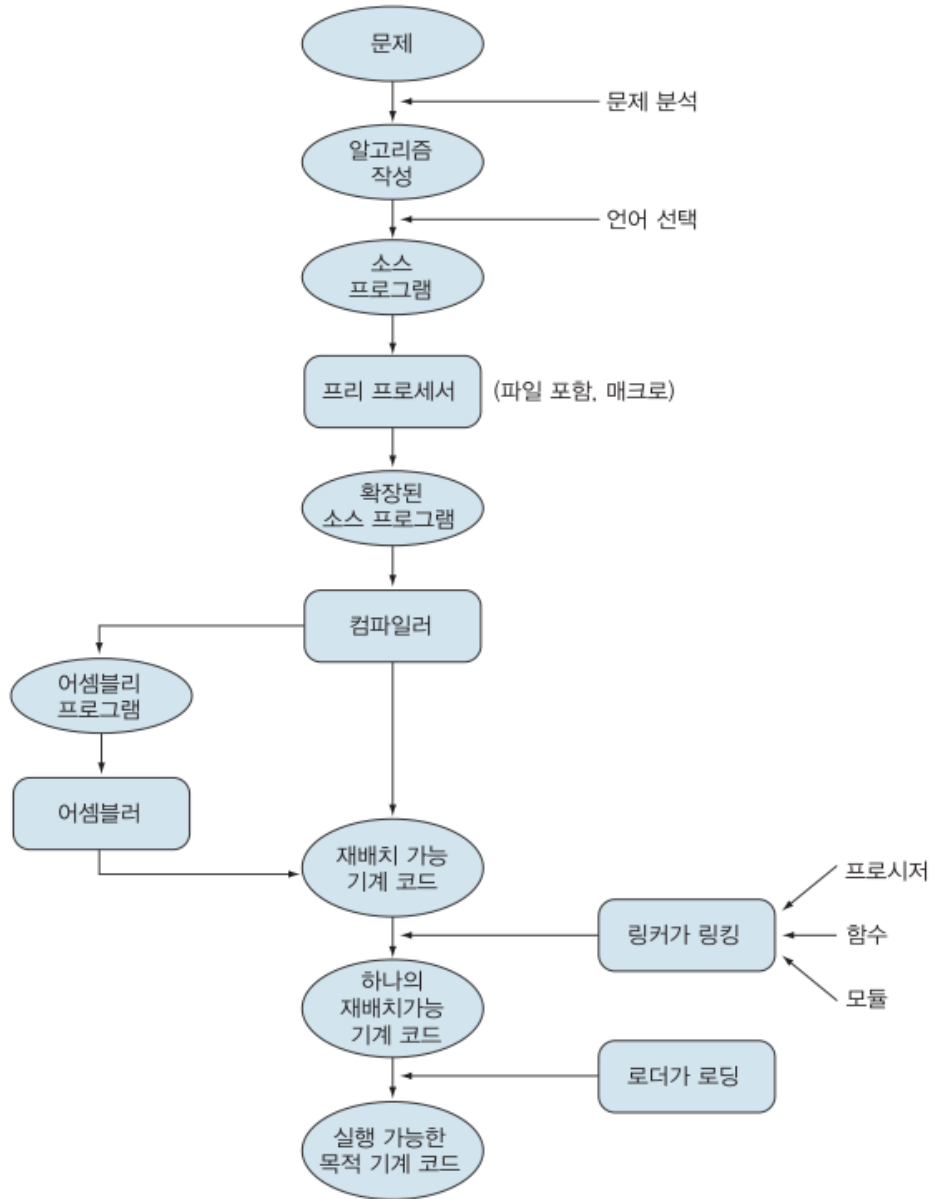 문제
문제 분석
알고리즘
작성
언어 선택
소스
프로그램
프리 프로세서
(파일 포함, 매크로)
확장된
소스 프로그램
컴파일러
어셈블리
프로그램
어셈블러
재배치 가능
기계 코드
프로시저
링커가 링킹
함수
모듈
하나의
재배치가능
기계 코드
로더가 로딩
실행 가능한
목적 기계 코드